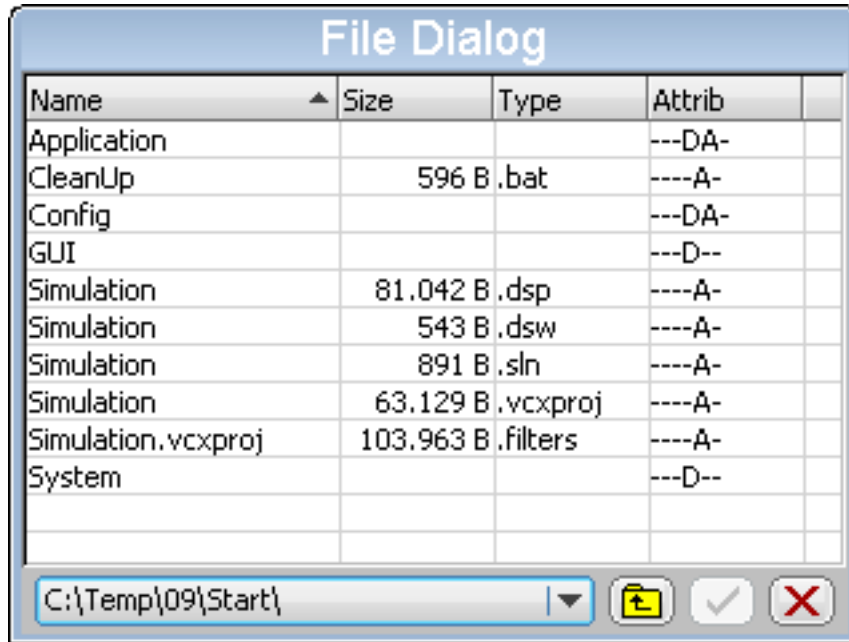 File Dialog
Name Size Type Attrib
Application ---DA-
CleanUp 596 B .bat ----A-
Config ---DA-
GUI ---D--
Simulation 81.042 B .dsp ----A-
Simulation 543 B .dsw ----A-
Simulation 891 B .sln ----A-
Simulation 63.129 B .vcxproj ----A-
Simulation.vcxproj 103.963 B .filters ----A-
System ---D--
C:\Temp\09\Start\